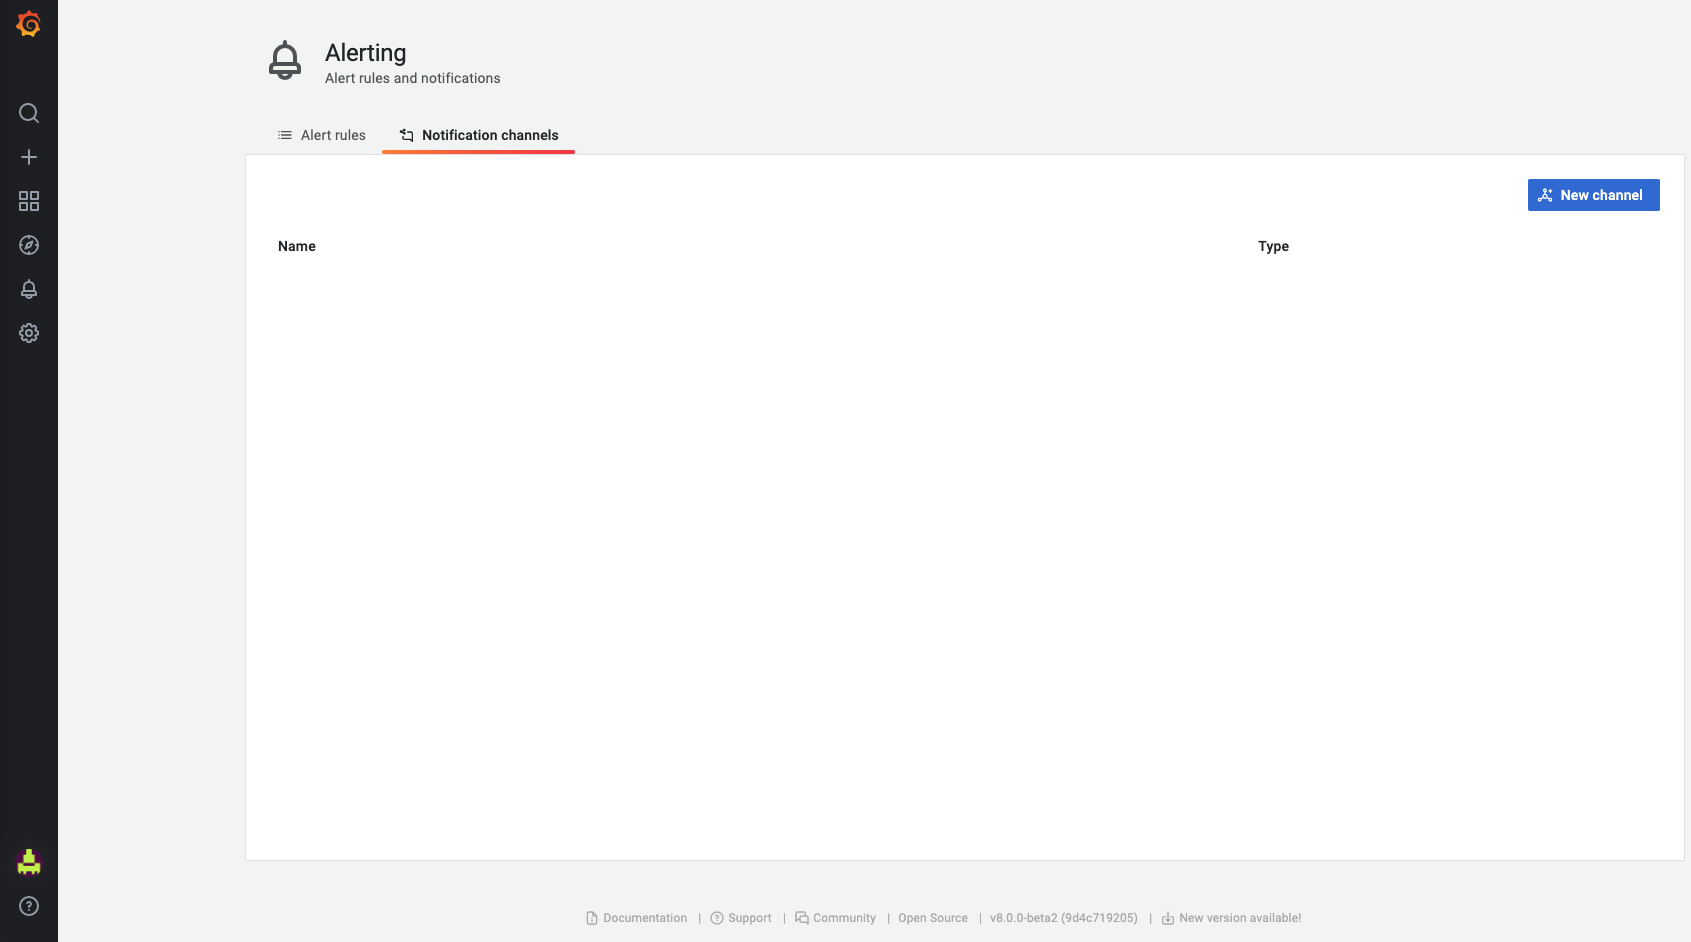 Alerting
Alert rules and notifications
Alert rules
Notification channels
New channel
Name
Type
Documentation | Support | Community | Open Source | v8.0.0-beta2 (9d4c719205) | New version available!